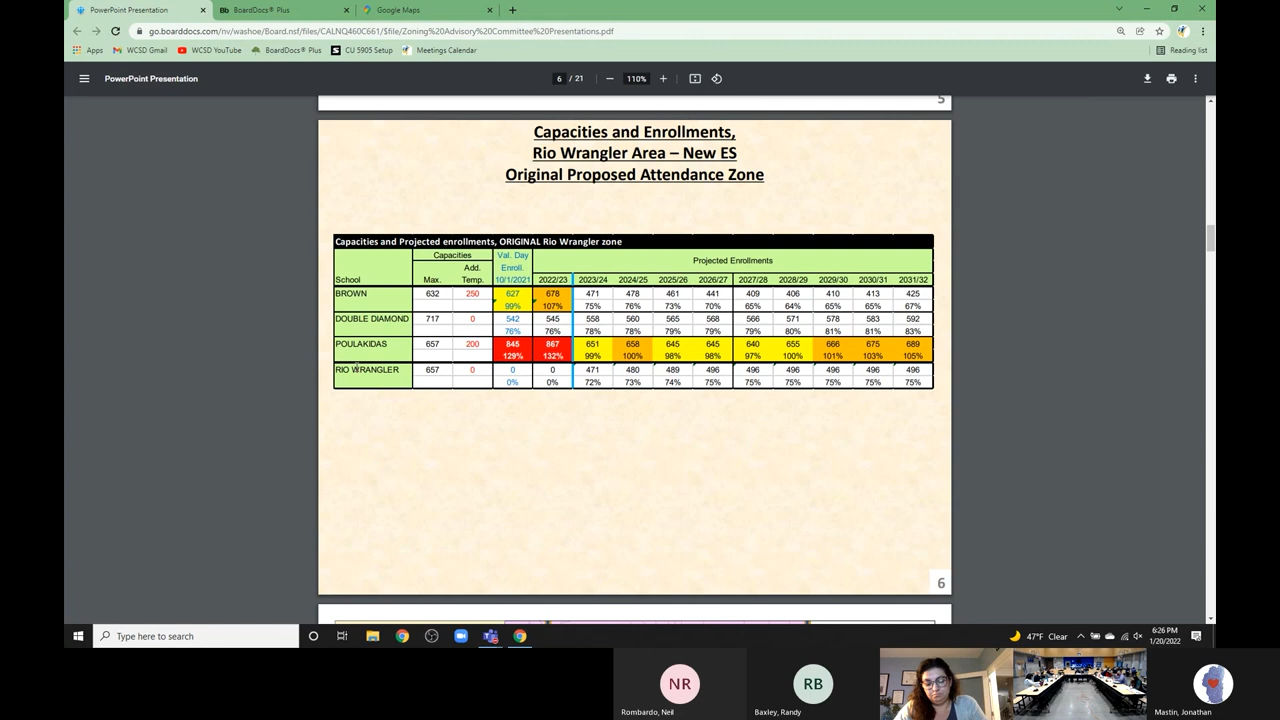 PowerPoint Presentation
BoardDocs® Plus
Google Maps
go.boarddocs.com/nv/washoe/Board.nsf/files/CALNQ460C661/$file/Zoning%20Advisory%20Committee%20Presentations.pdf
Apps WCSD Gmail WCSD YouTube BoardDocs® Plus CU 5905 Setup Meetings Calendar Reading list
PowerPoint Presentation 6 / 21 110%
5
Capacities and Enrollments,
Rio Wrangler Area – New ES
Original Proposed Attendance Zone
Capacities and Projected enrollments, ORIGINAL Rio Wrangler zone
Capacities Val. Day Projected Enrollments
Add. Enroll.
School Max. Temp. 10/1/2021 2022/23 2023/24 2024/25 2025/26 2026/27 2027/28 2028/29 2029/30 2030/31 2031/32
BROWN 632 250 627 678 471 478 461 441 409 406 410 413 425
99% 107% 75% 76% 73% 70% 65% 64% 65% 65% 67%
DOUBLE DIAMOND 717 0 542 545 558 560 565 568 566 571 578 583 592
76% 76% 78% 78% 79% 79% 79% 80% 81% 81% 83%
POULAKIDAS 657 200 845 867 651 658 645 645 640 655 666 675 689
129% 132% 99% 100% 98% 98% 97% 100% 101% 103% 105%
RIO WRANGLER 657 0 0 0 471 480 489 496 496 496 496 496 496
0% 0% 72% 73% 74% 75% 75% 75% 75% 75% 75%
6
Type here to search
47°F Clear
6:26 PM
1/20/2022
NR
Rombardo, Neil
RB
Baxley, Randy
Mastin, Jonathan